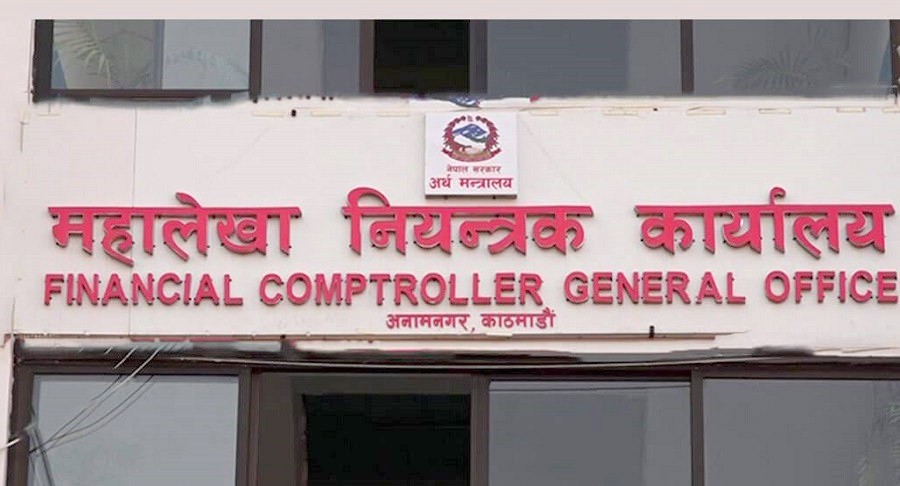 नेपाल सरकार
अर्थ मन्त्रालय
महालेखा नियन्त्रक कार्यालय
FINANCIAL COMPTROLLER GENERAL OFFICE
अनामनगर, काठमाडौं